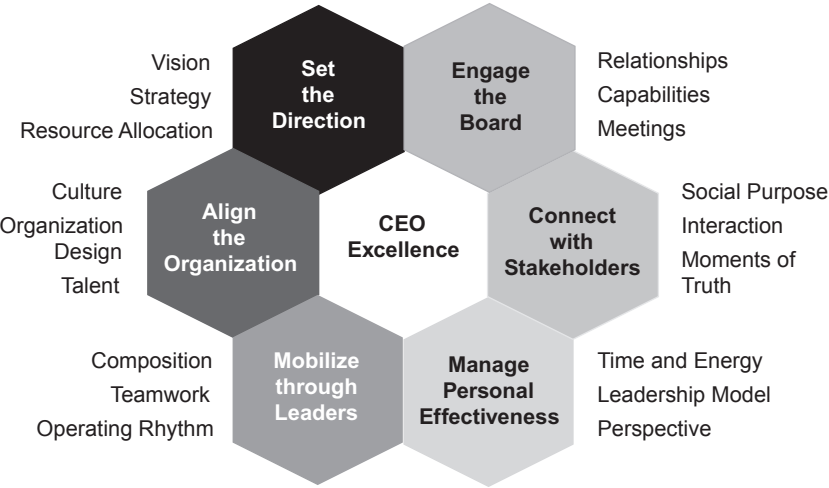 Vision
Strategy
Resource Allocation
Set
the
Direction
Engage
the
Board
Relationships
Capabilities
Meetings
Culture
Organization
Design
Talent
Align
the
Organization
CEO
Excellence
Connect
with
Stakeholders
Social Purpose
Interaction
Moments of
Truth
Composition
Teamwork
Operating Rhythm
Mobilize
through
Leaders
Manage
Personal
Effectiveness
Time and Energy
Leadership Model
Perspective